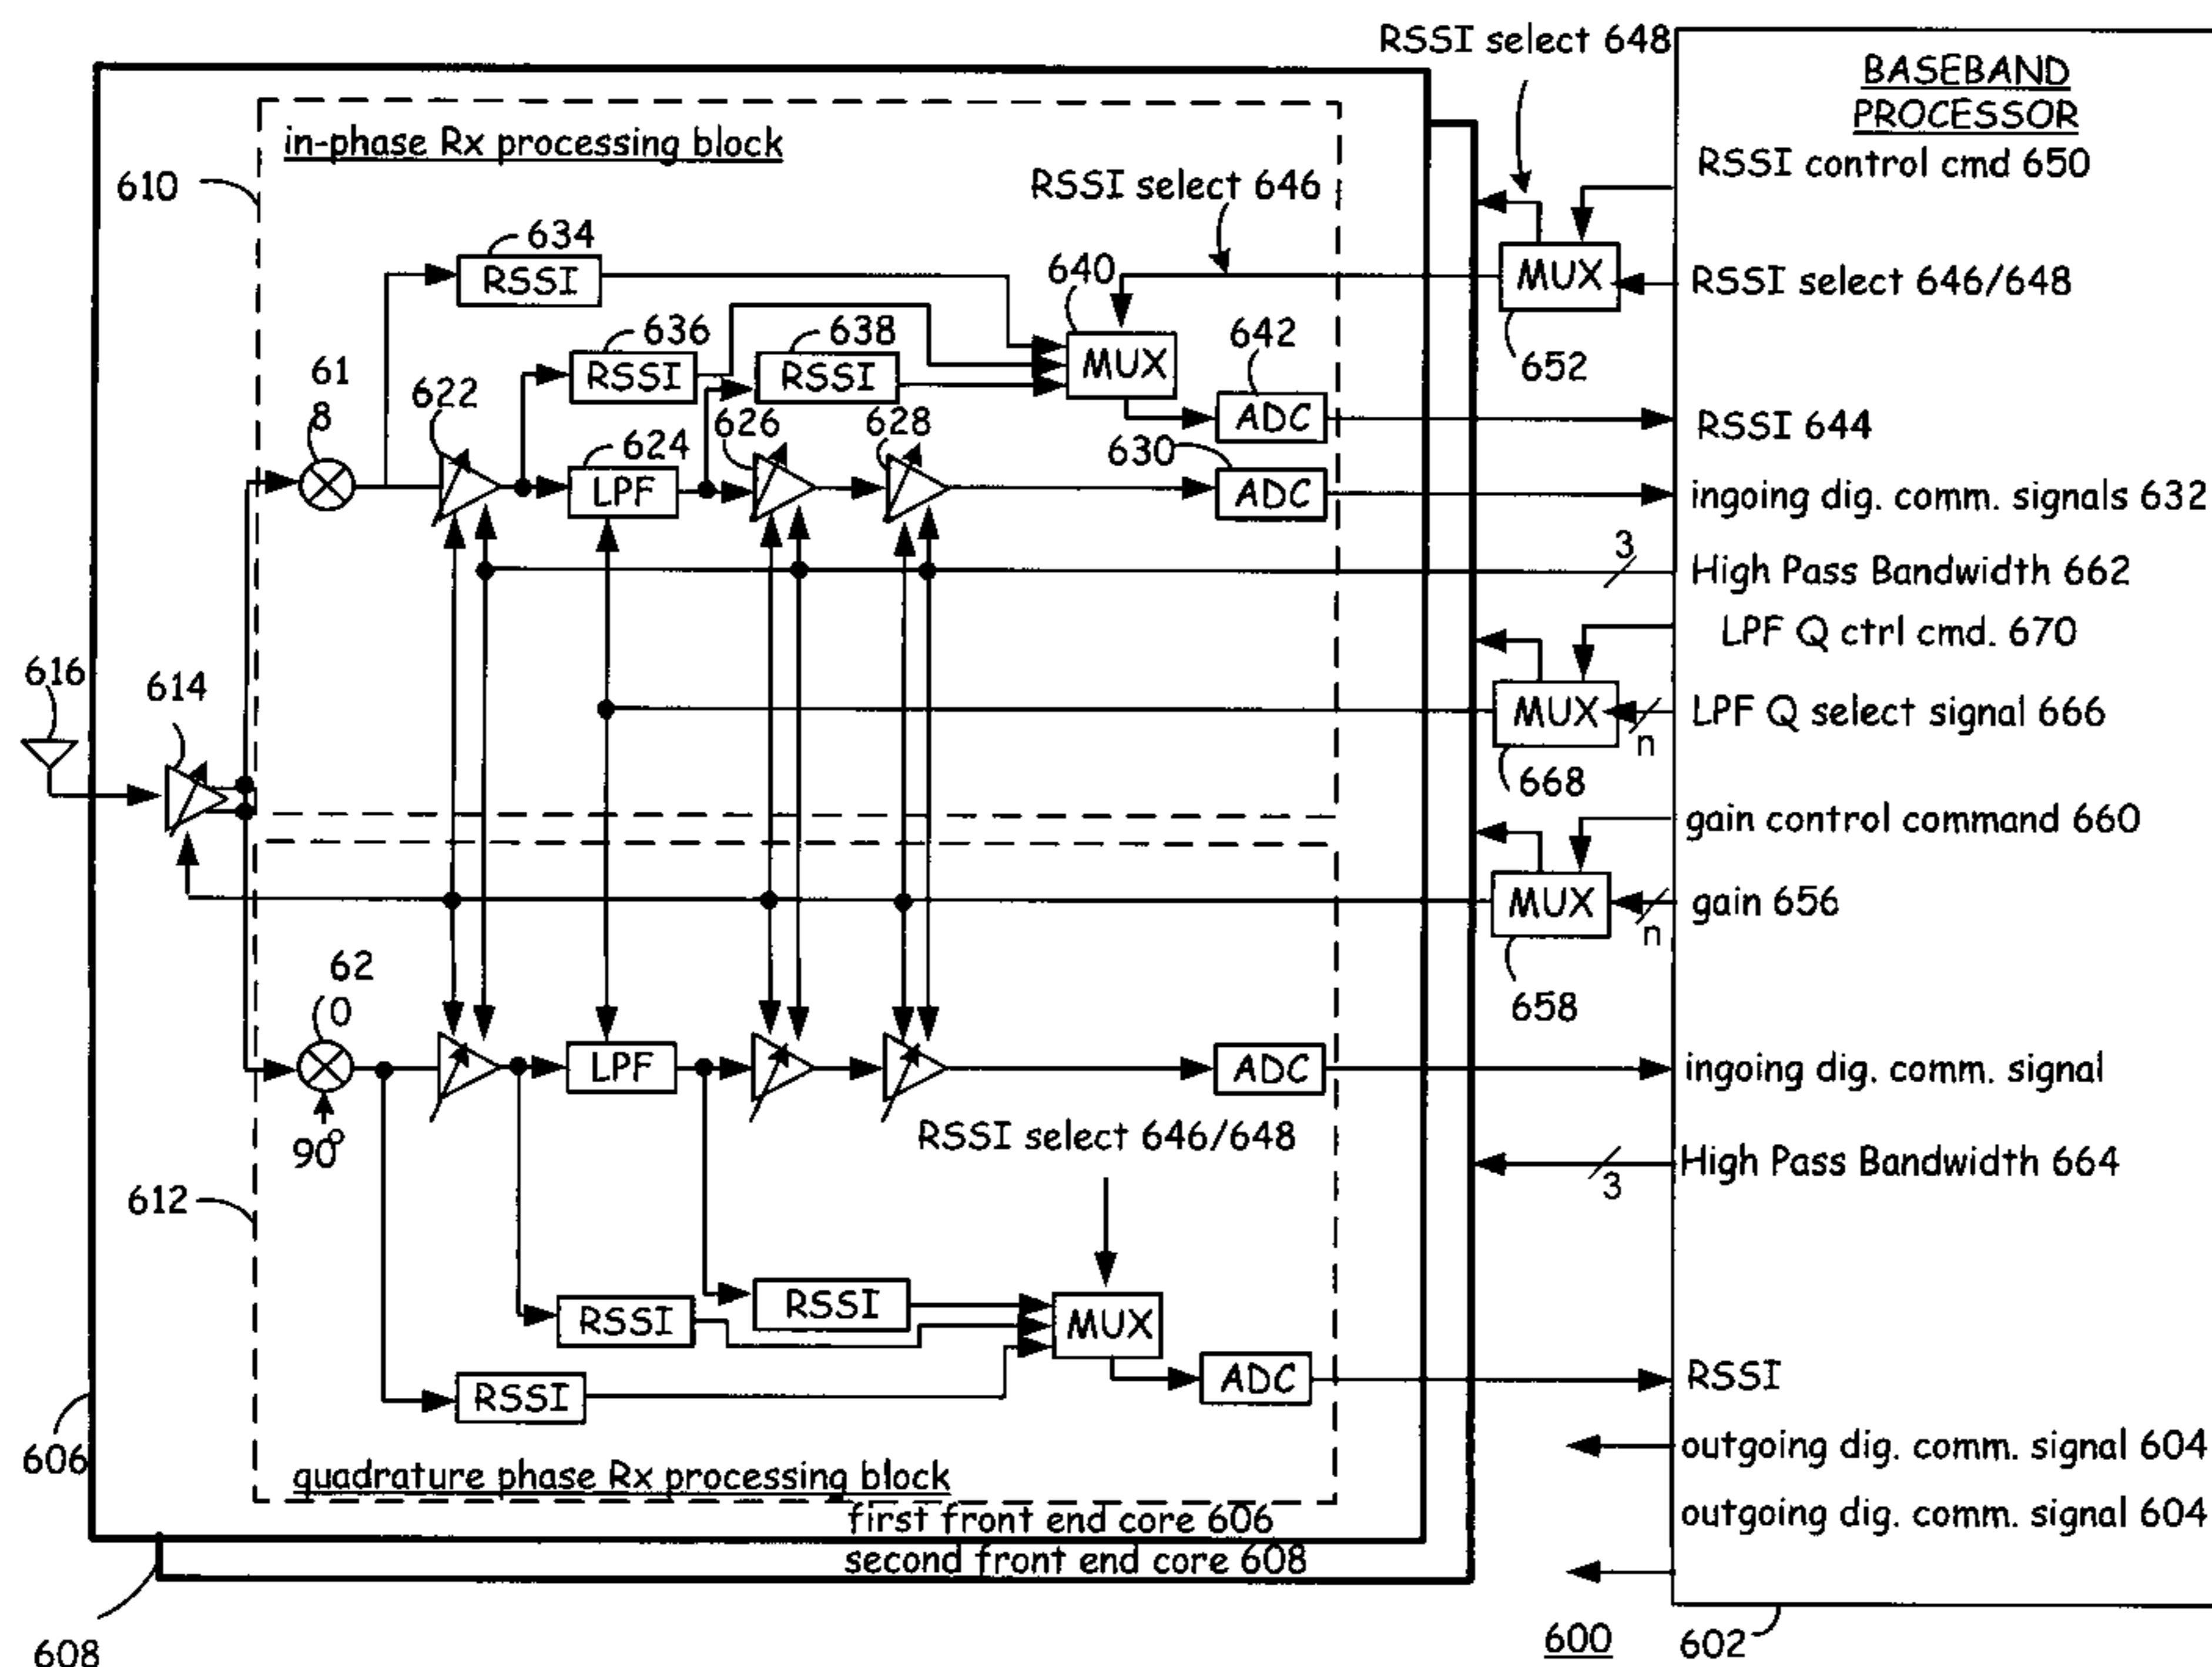 RSSI select 648
BASEBAND
PROCESSOR
in-phase Rx processing block
RSSI control cmd 650
610
RSSI select 646
634
RSSI
640
MUX
RSSI select 646/648
636
638
642
652
RSSI
RSSI
MUX
61
8
622
626
628
ADC
RSSI 644
624
630
LPF
ADC
ingoing dig. comm. signals 632
3
High Pass Bandwidth 662
LPF Q ctrl cmd. 670
616
614
MUX
n
LPF Q select signal 666
668
gain control command 660
MUX
n
gain 656
658
62
0
LPF
ADC
ingoing dig. comm. signal
90°
RSSI select 646/648
High Pass Bandwidth 664
3
612
RSSI
RSSI
MUX
RSSI
ADC
RSSI
606
outgoing dig. comm. signal 604
quadrature phase Rx processing block
first front end core 606
outgoing dig. comm. signal 604
second front end core 608
608
600
602